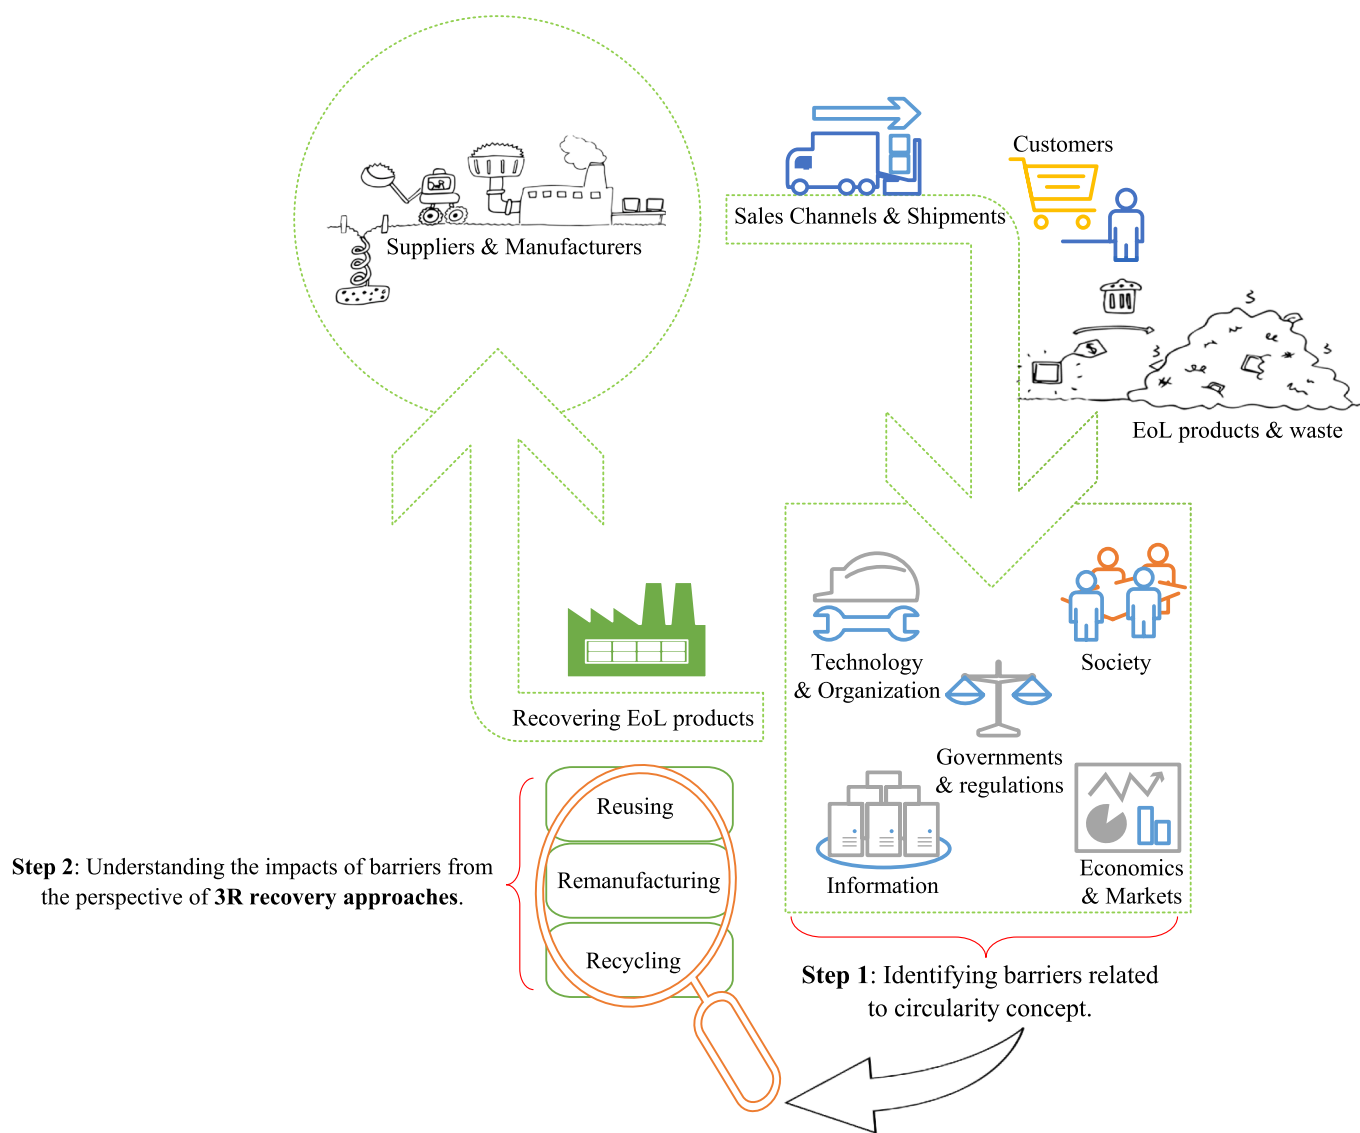 Customers
Sales Channels & Shipments
Suppliers & Manufacturers
$
EoL products & waste
Technology
& Organization
Society
Governments
& regulations
Information
Economics
& Markets
Recovering EoL products
Reusing
Remanufacturing
Recycling
Step 2: Understanding the impacts of barriers from
the perspective of 3R recovery approaches.
Step 1: Identifying barriers related
to circularity concept.